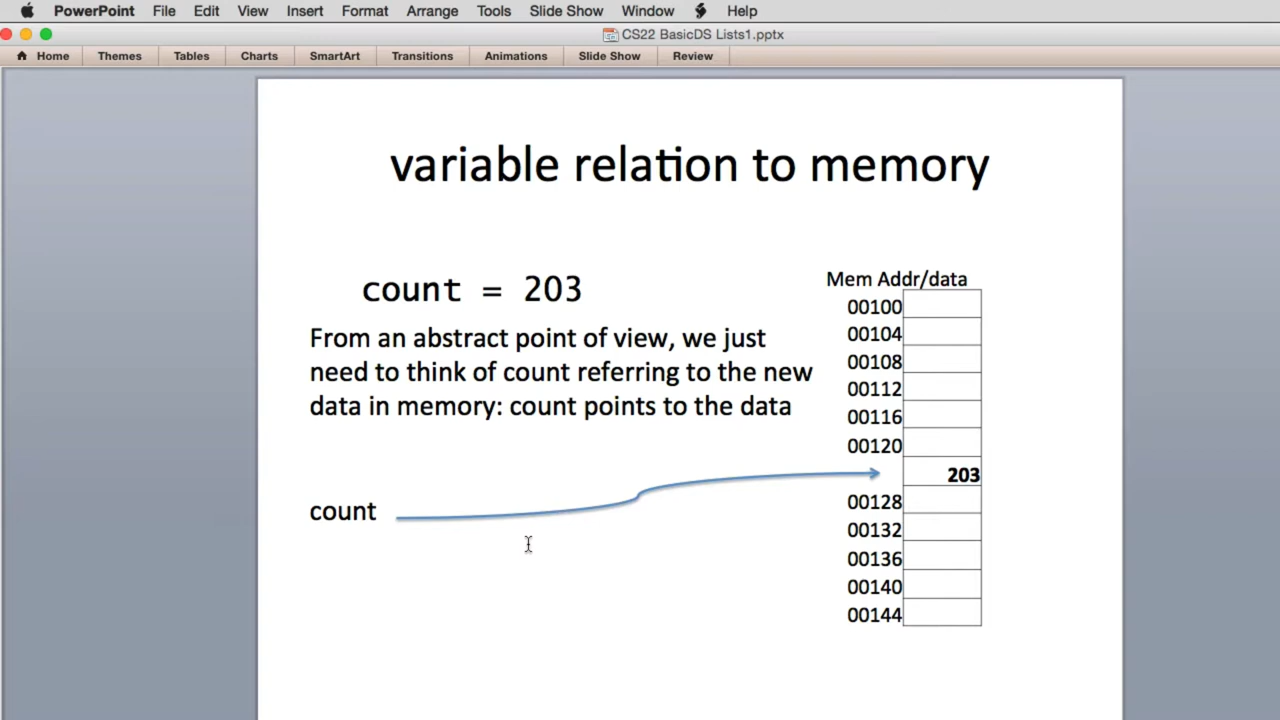 PowerPoint File Edit View Insert Format Arrange Tools Slide Show Window Help
CS22 BasicDS Lists1.pptx
Home Themes Tables Charts SmartArt Transitions Animations Slide Show Review
variable relation to memory
count = 203
From an abstract point of view, we just
need to think of count referring to the new
data in memory: count points to the data
count
Mem Addr/data
00100
00104
00108
00112
00116
00120
203
00128
00132
00136
00140
00144